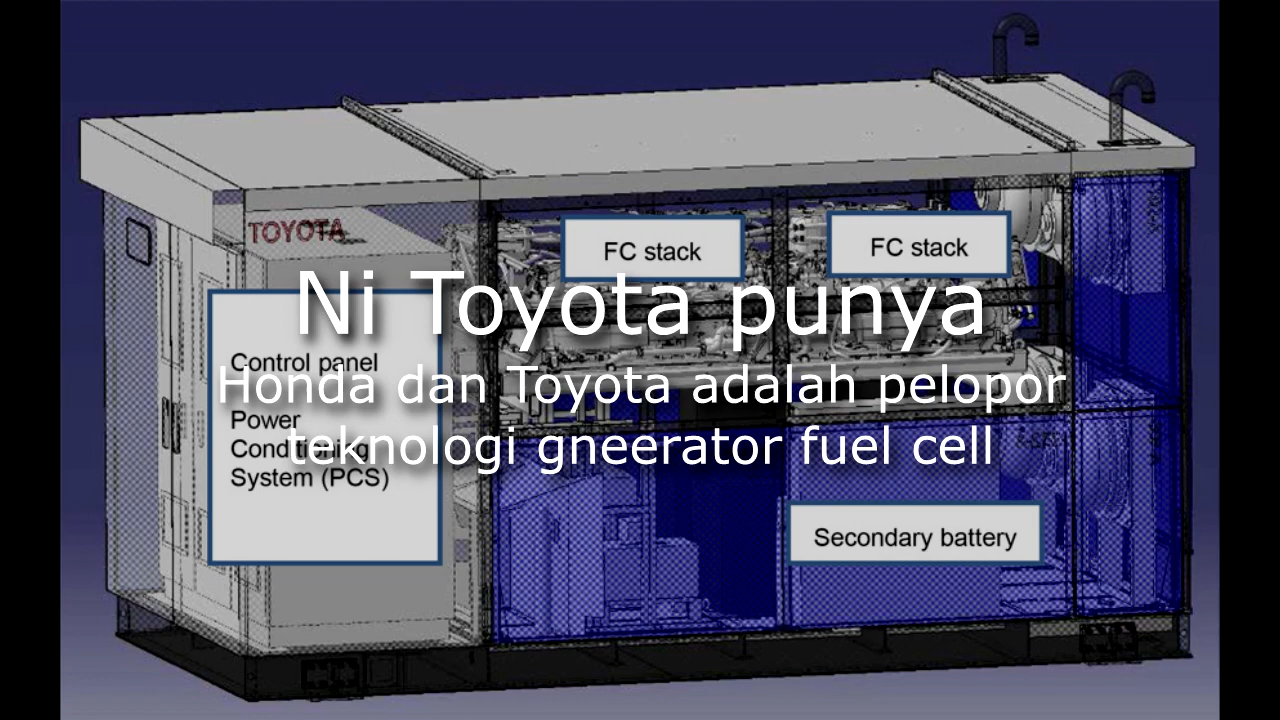 TOYOTA
FC stack
FC stack
Ni Toyota punya
Honda dan Toyota adalah pelopor
teknologi gneerator fuel cell
Control panel
Power
Conditioning
System (PCS)
Secondary battery